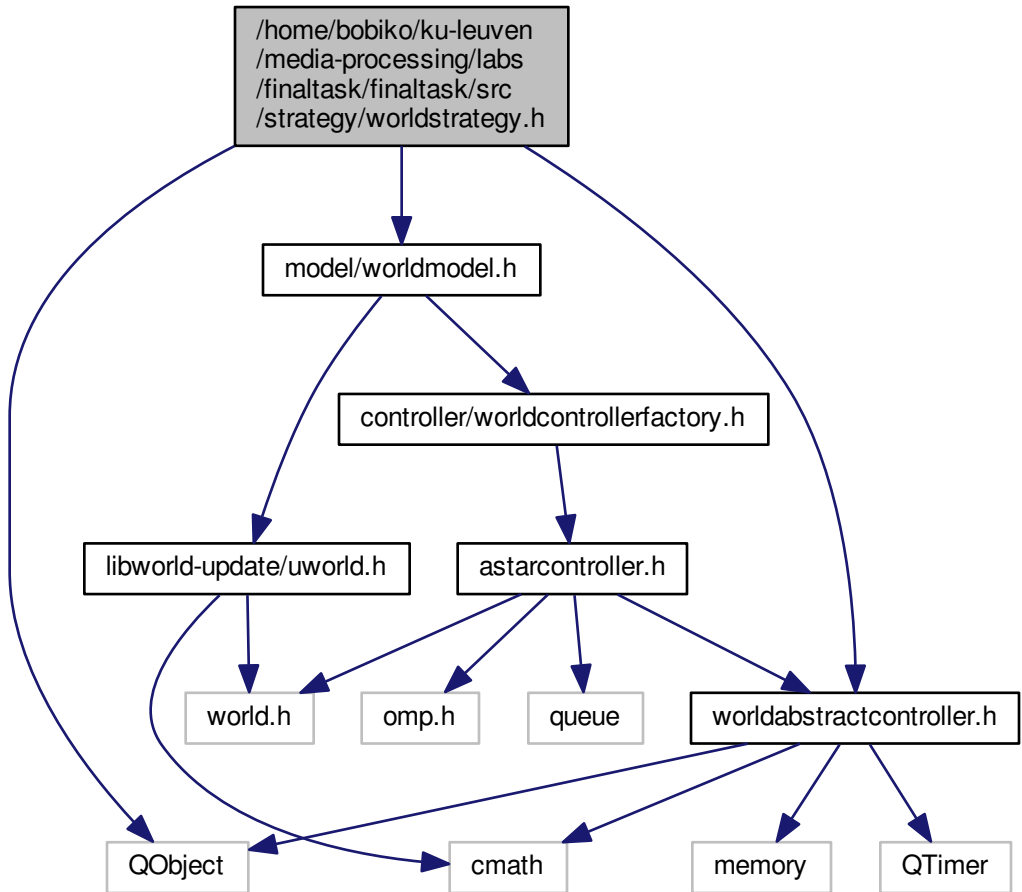 /home/bobiko/ku-leuven
/media-processing/labs
/finaltask/finaltask/src
/strategy/worldstrategy.h
model/worldmodel.h
controller/worldcontrollerfactory.h
libworld-update/uworld.h
astarcontroller.h
world.h
omp.h
queue
worldabstractcontroller.h
QObject
cmath
memory
QTimer